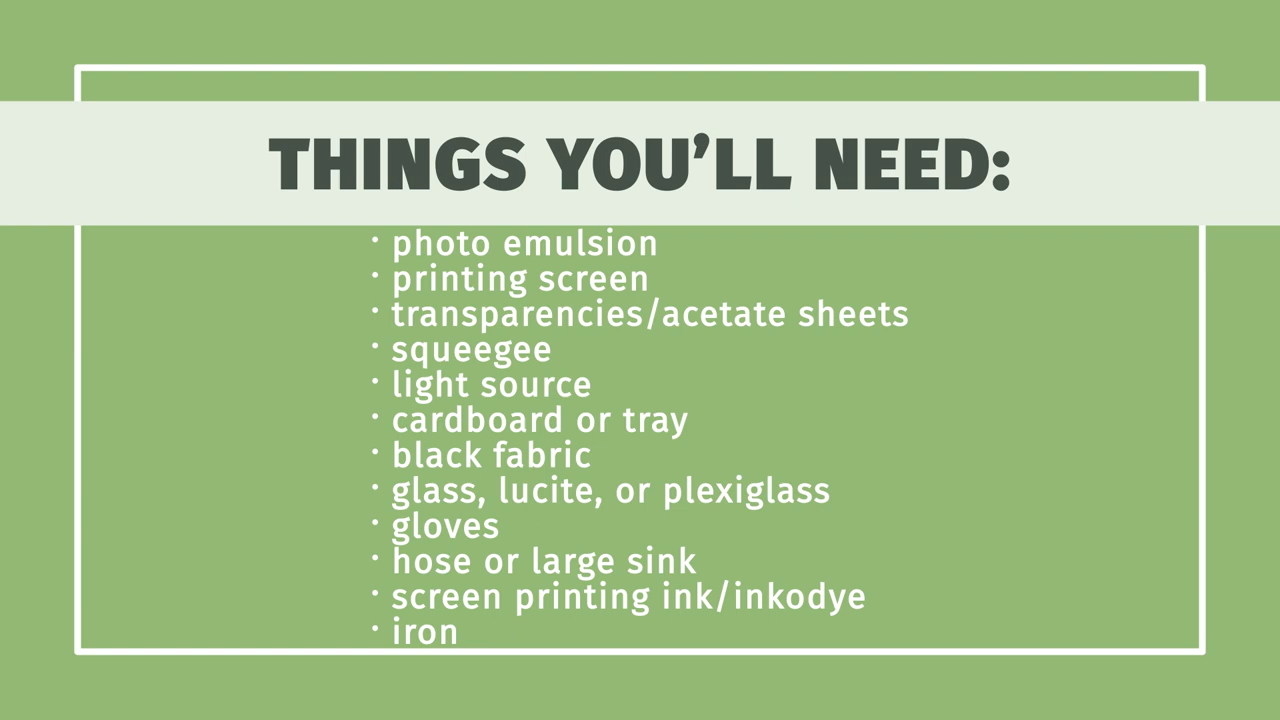 THINGS YOU’LL NEED:
· photo emulsion
· printing screen
· transparencies/acetate sheets
· squeegee
· light source
· cardboard or tray
· black fabric
· glass, lucite, or plexiglass
· gloves
· hose or large sink
· screen printing ink/inkodye
· iron